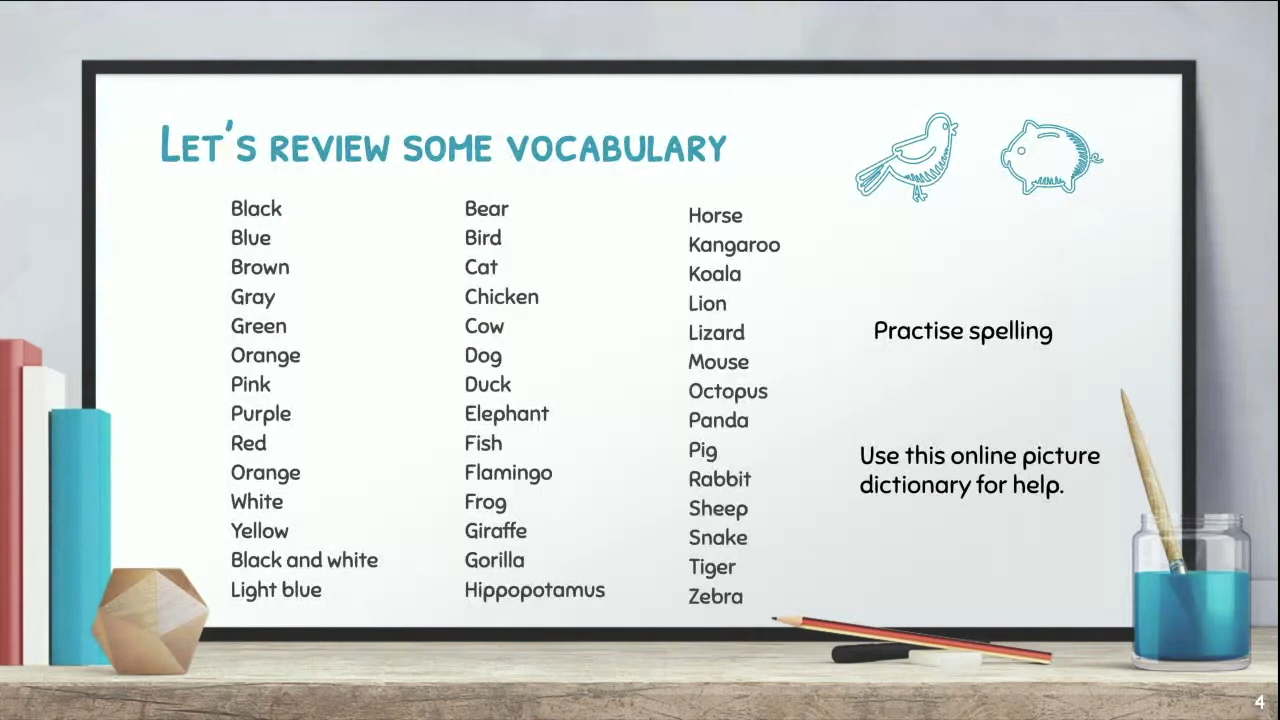 Let's review some vocabulary
Black
Blue
Brown
Gray
Green
Orange
Pink
Purple
Red
Orange
White
Yellow
Black and white
Light blue
Bear
Bird
Cat
Chicken
Cow
Dog
Duck
Elephant
Fish
Flamingo
Frog
Giraffe
Gorilla
Hippopotamus
Horse
Kangaroo
Koala
Lion
Lizard
Mouse
Octopus
Panda
Pig
Rabbit
Sheep
Snake
Tiger
Zebra
Practise spelling
Use this online picture
dictionary for help.
4